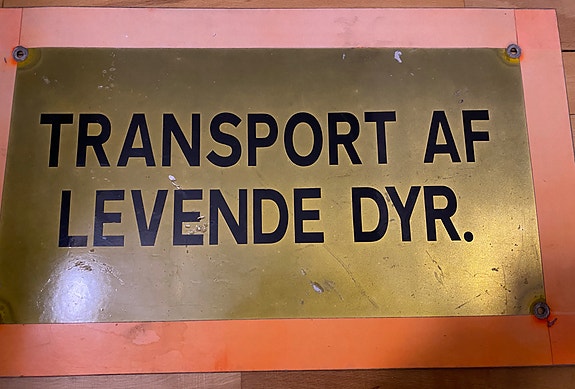 TRANSPORT AF
LEVENDE DYR.